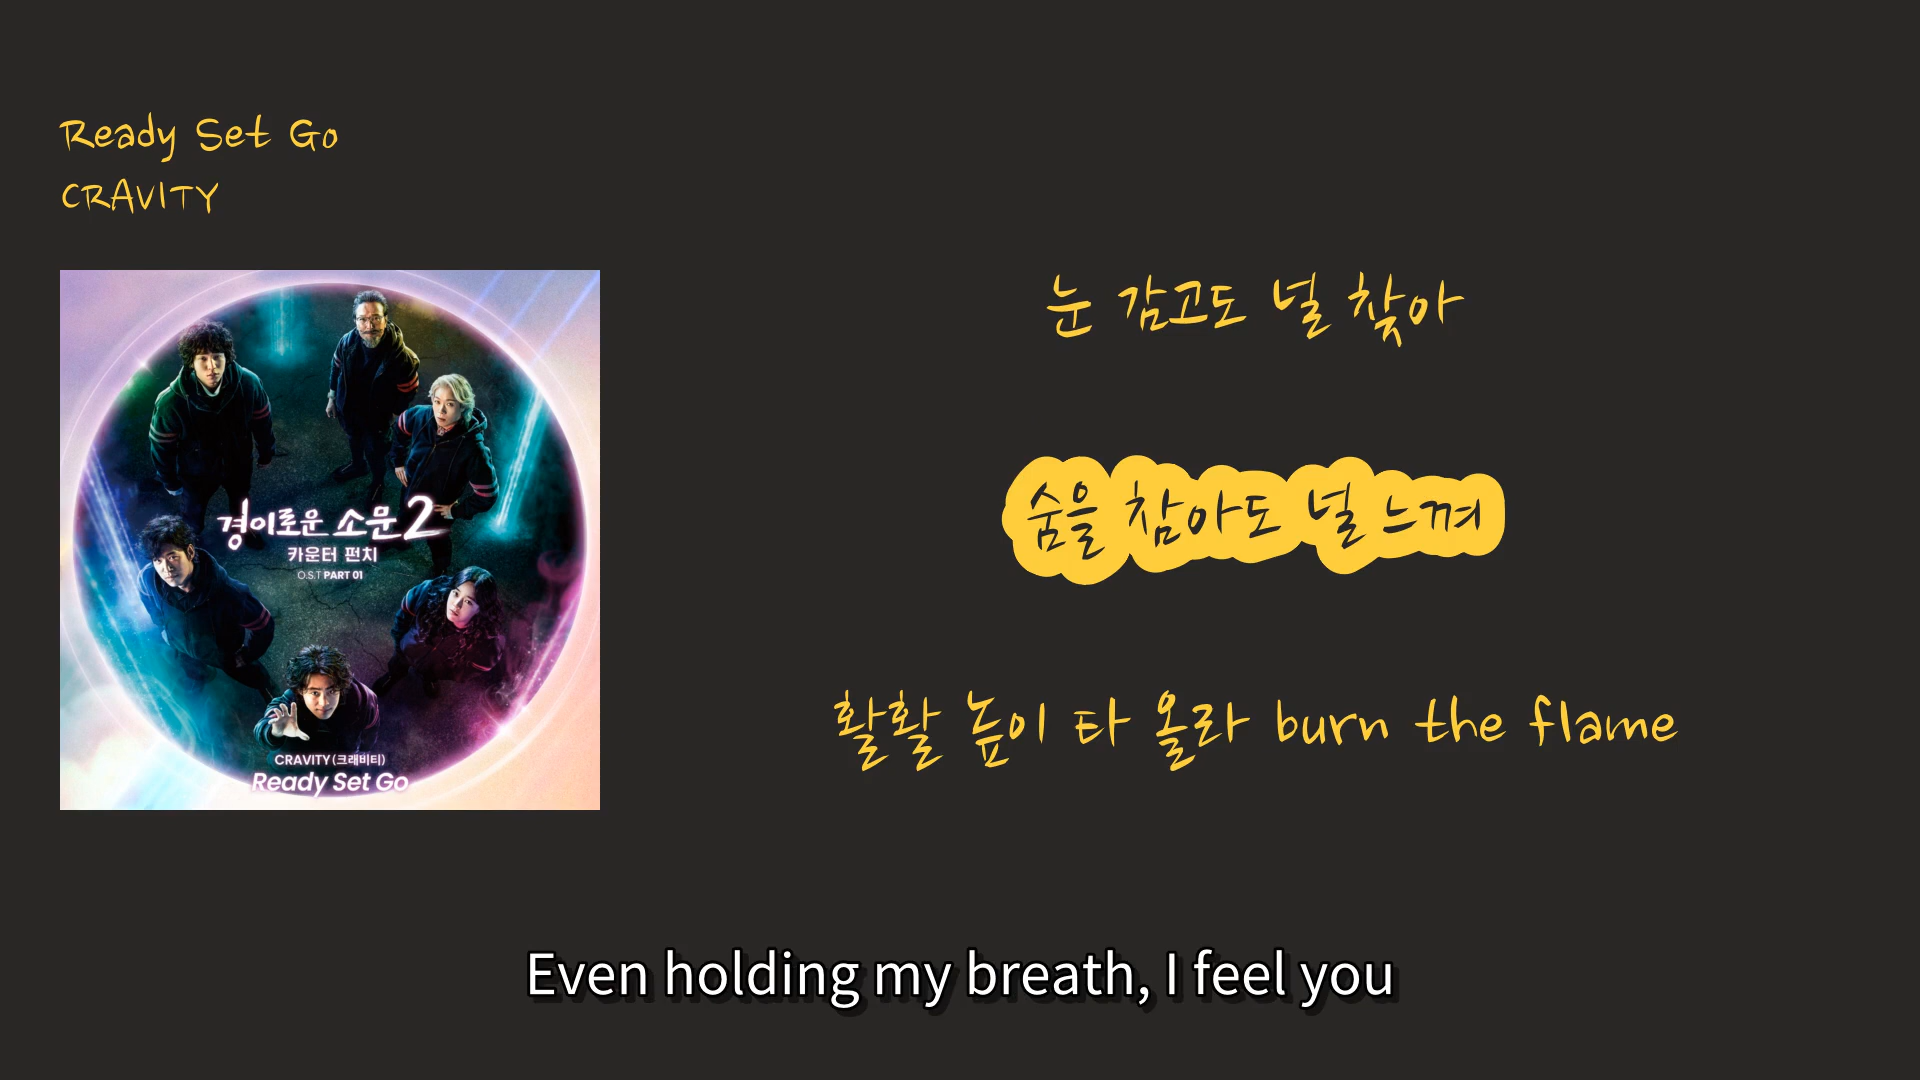 Ready Set Go
CRAVITY
경이로운 소문2
카운터 펀치
O.S.T PART 01
CRAVITY(크래비티)
Ready Set Go
눈 감고도 널 찾아
숨을 참아도 널 느껴
활활 높이 타 올라 burn the flame
Even holding my breath, I feel you